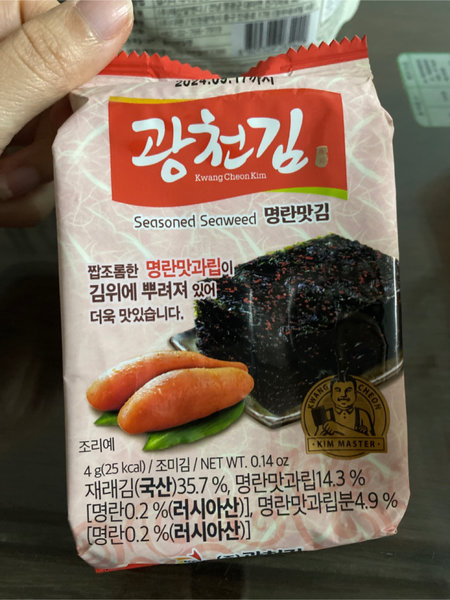 광천김
Kwang Cheon Kim
Seasoned Seaweed 명란맛김
짭조롬한 명란맛과립이
김위에 뿌려져 있어
더욱 맛있습니다.
KWANG CHEON
KIM MASTER
조리예
4 g(25 kcal) / 조미김 / NET WT. 0.14 oz
재래김(국산)35.7 %, 명란맛과립14.3 %
[명란0.2 %(러시아산)], 명란맛과립분4.9 %
[명란0.2 %(러시아산)]